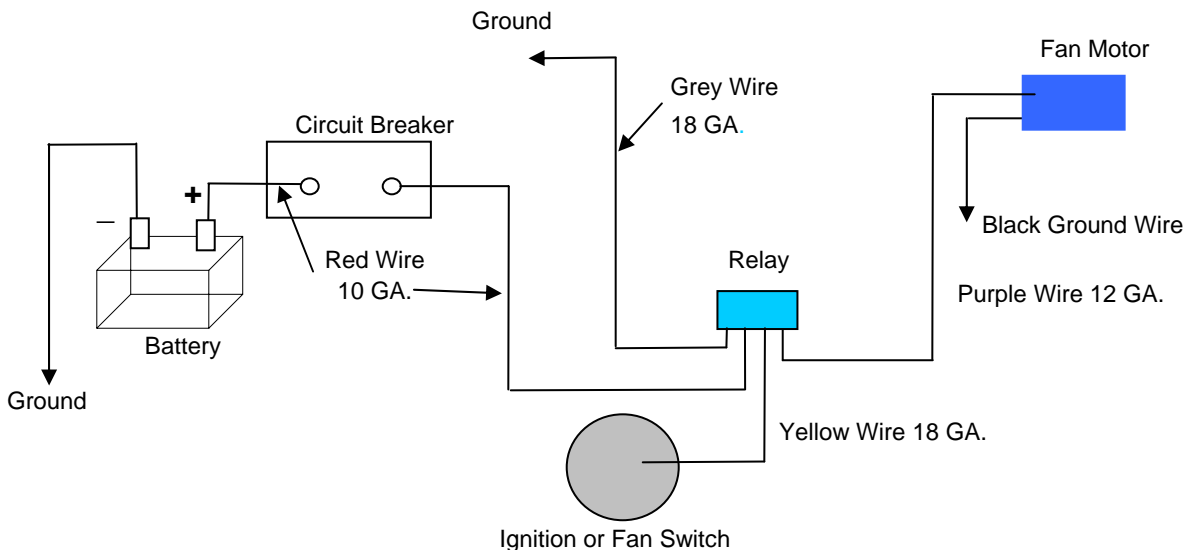 Ground
Fan Motor
Grey Wire
18 GA.
Circuit Breaker
+
–
Black Ground Wire
Red Wire
10 GA.
Relay
Purple Wire 12 GA.
Battery
Ground
Yellow Wire 18 GA.
Ignition or Fan Switch